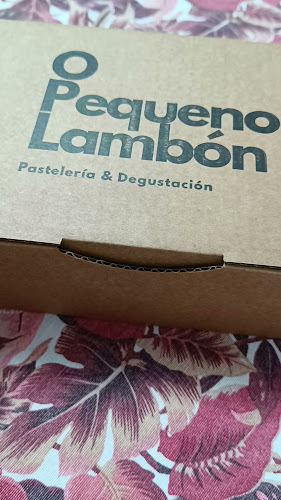 O
Pequeno
Lambón
Pastelería & Degustación